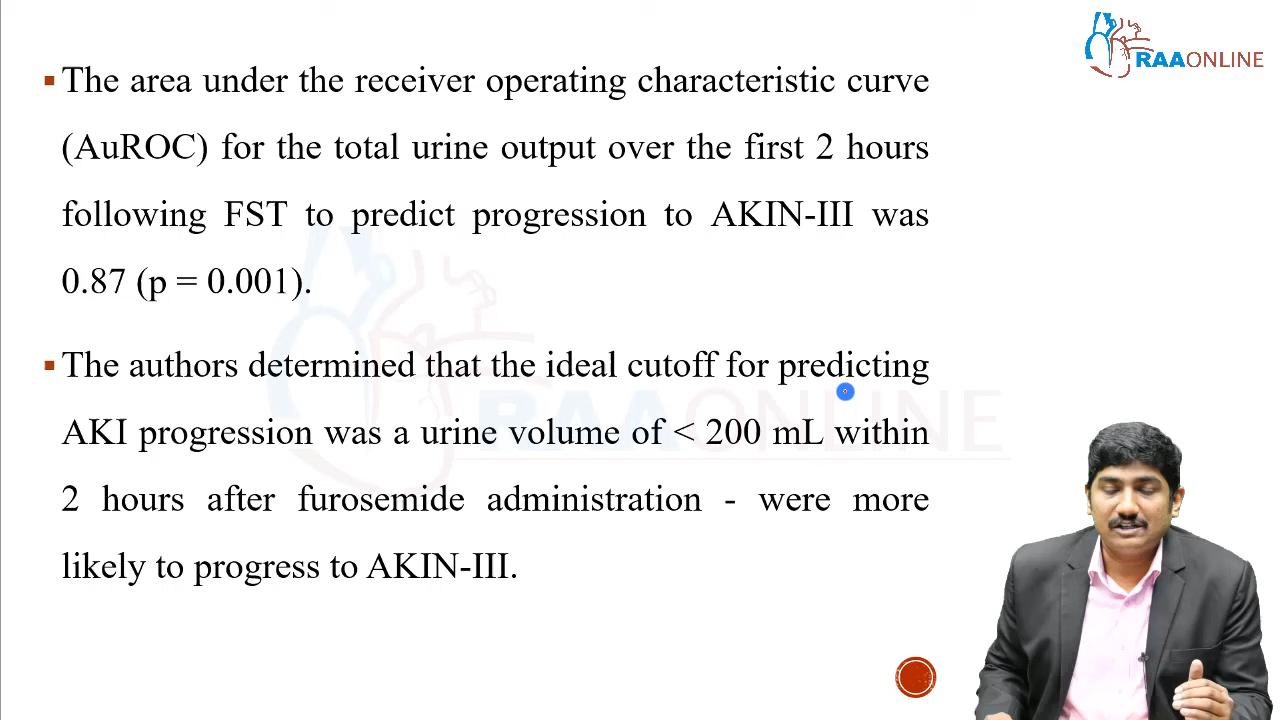 RAAONLINE
The area under the receiver operating characteristic curve
(AuROC) for the total urine output over the first 2 hours
following FST to predict progression to AKIN-III was
0.87 (p = 0.001).
The authors determined that the ideal cutoff for predicting
AKI progression was a urine volume of < 200 mL within
2 hours after furosemide administration - were more
likely to progress to AKIN-III.
RAAONLINE